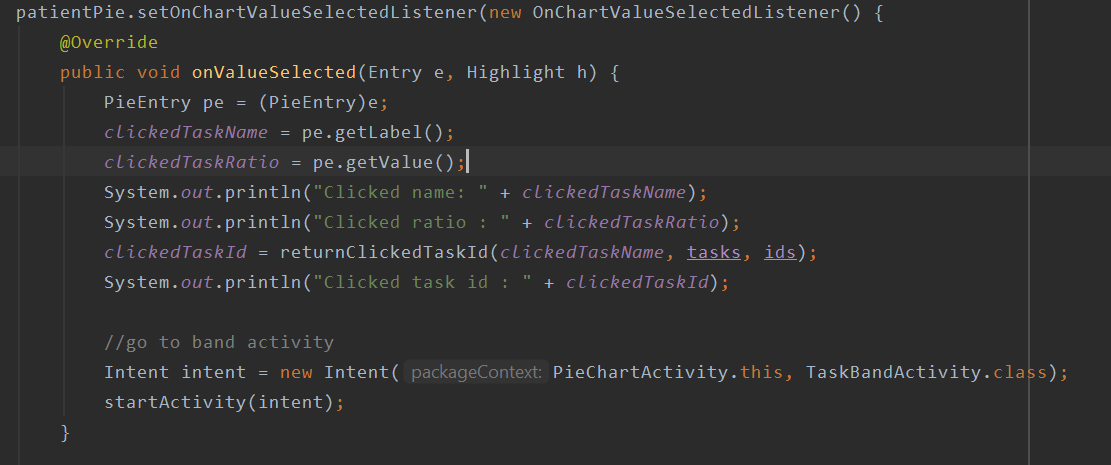 patientPie.setOnChartValueSelectedListener(new OnChartValueSelectedListener() {
@Override
public void onValueSelected(Entry e, Highlight h) {
PieEntry pe = (PieEntry)e;
clickedTaskName = pe.getLabel();
clickedTaskRatio = pe.getValue();
System.out.println("Clicked name: " + clickedTaskName);
System.out.println("Clicked ratio : " + clickedTaskRatio);
clickedTaskId = returnClickedTaskId(clickedTaskName, tasks, ids);
System.out.println("Clicked task id : " + clickedTaskId);
//go to band activity
Intent intent = new Intent( packageContext: PieChartActivity.this, TaskBandActivity.class);
startActivity(intent);
}